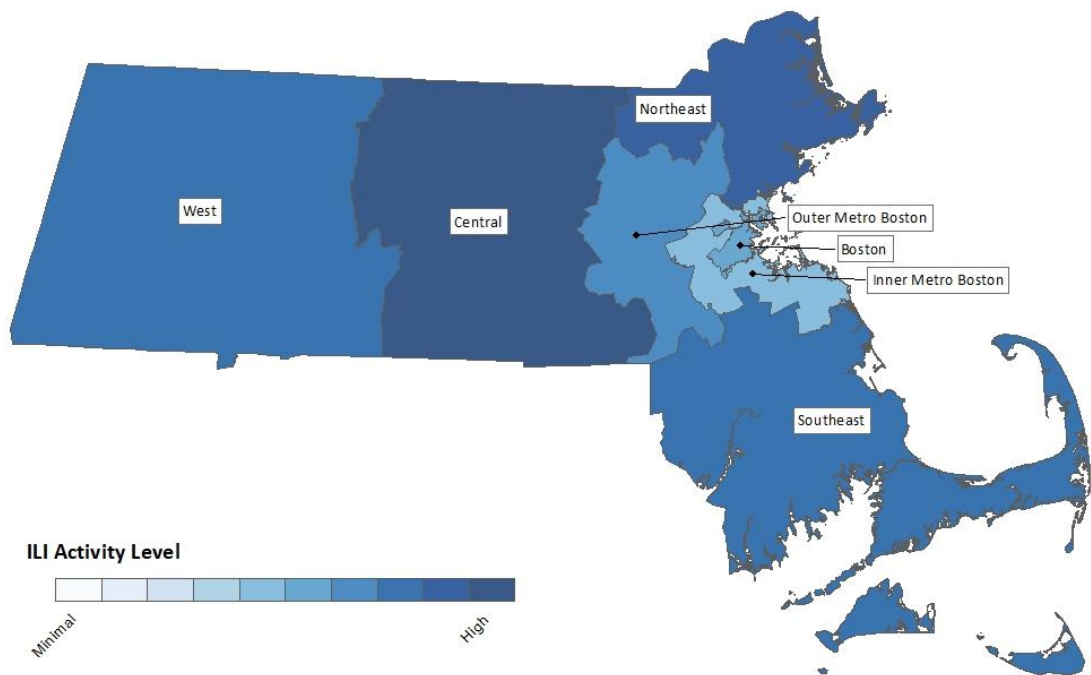 Northeast
West
Central
Outer Metro Boston
Boston
Inner Metro Boston
Southeast
ILI Activity Level
Minimal
High